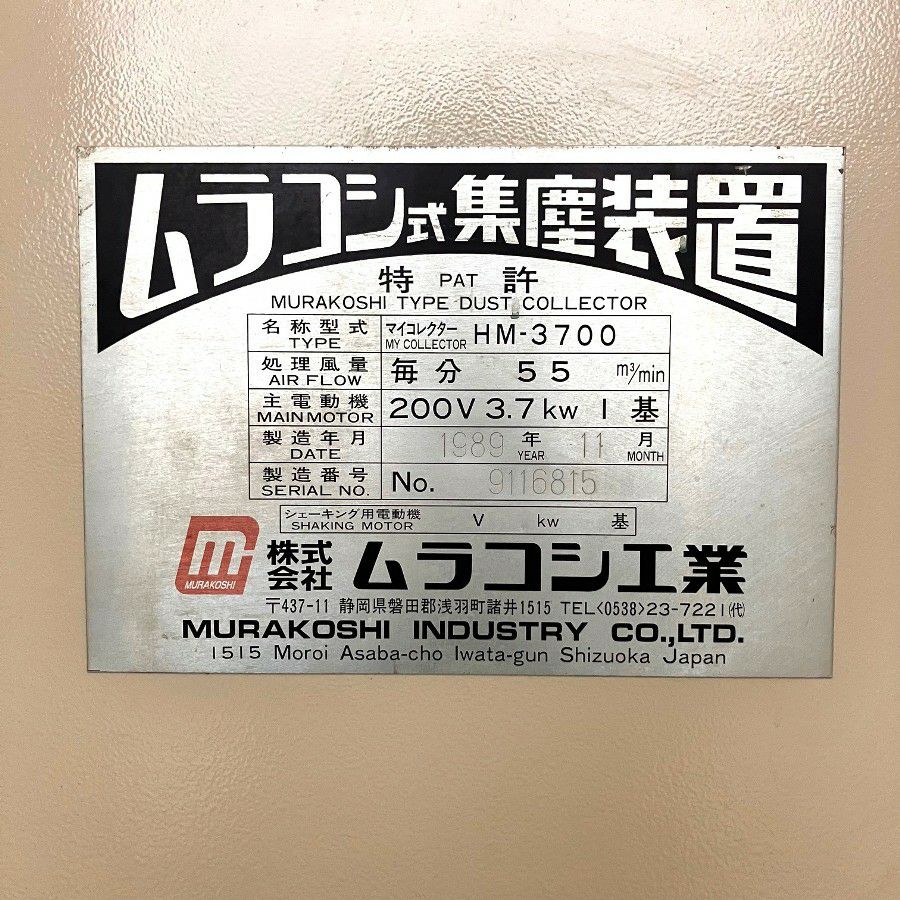 ムラコシ式集塵装置
特 PAT 許
MURAKOSHI TYPE DUST COLLECTOR
名称型式 TYPE マイコレクター MY COLLECTOR HM-3700
処理風量 AIR FLOW 毎分 55 m³/min
主電動機 MAIN MOTOR 200V 3.7kw 1基
製造年月 DATE 1989 年 YEAR 11 月 MONTH
製造番号 SERIAL NO. No. 9116815
シェーキング用電動機 SHAKING MOTOR V kw 基
MURAKOSHI
株式会社 ムラコシ工業
〒437-11 静岡県磐田郡浅羽町諸井1515 TEL<0538>23-7221(代)
MURAKOSHI INDUSTRY CO.,LTD.
1515 Moroi Asaba-cho Iwata-gun Shizuoka Japan